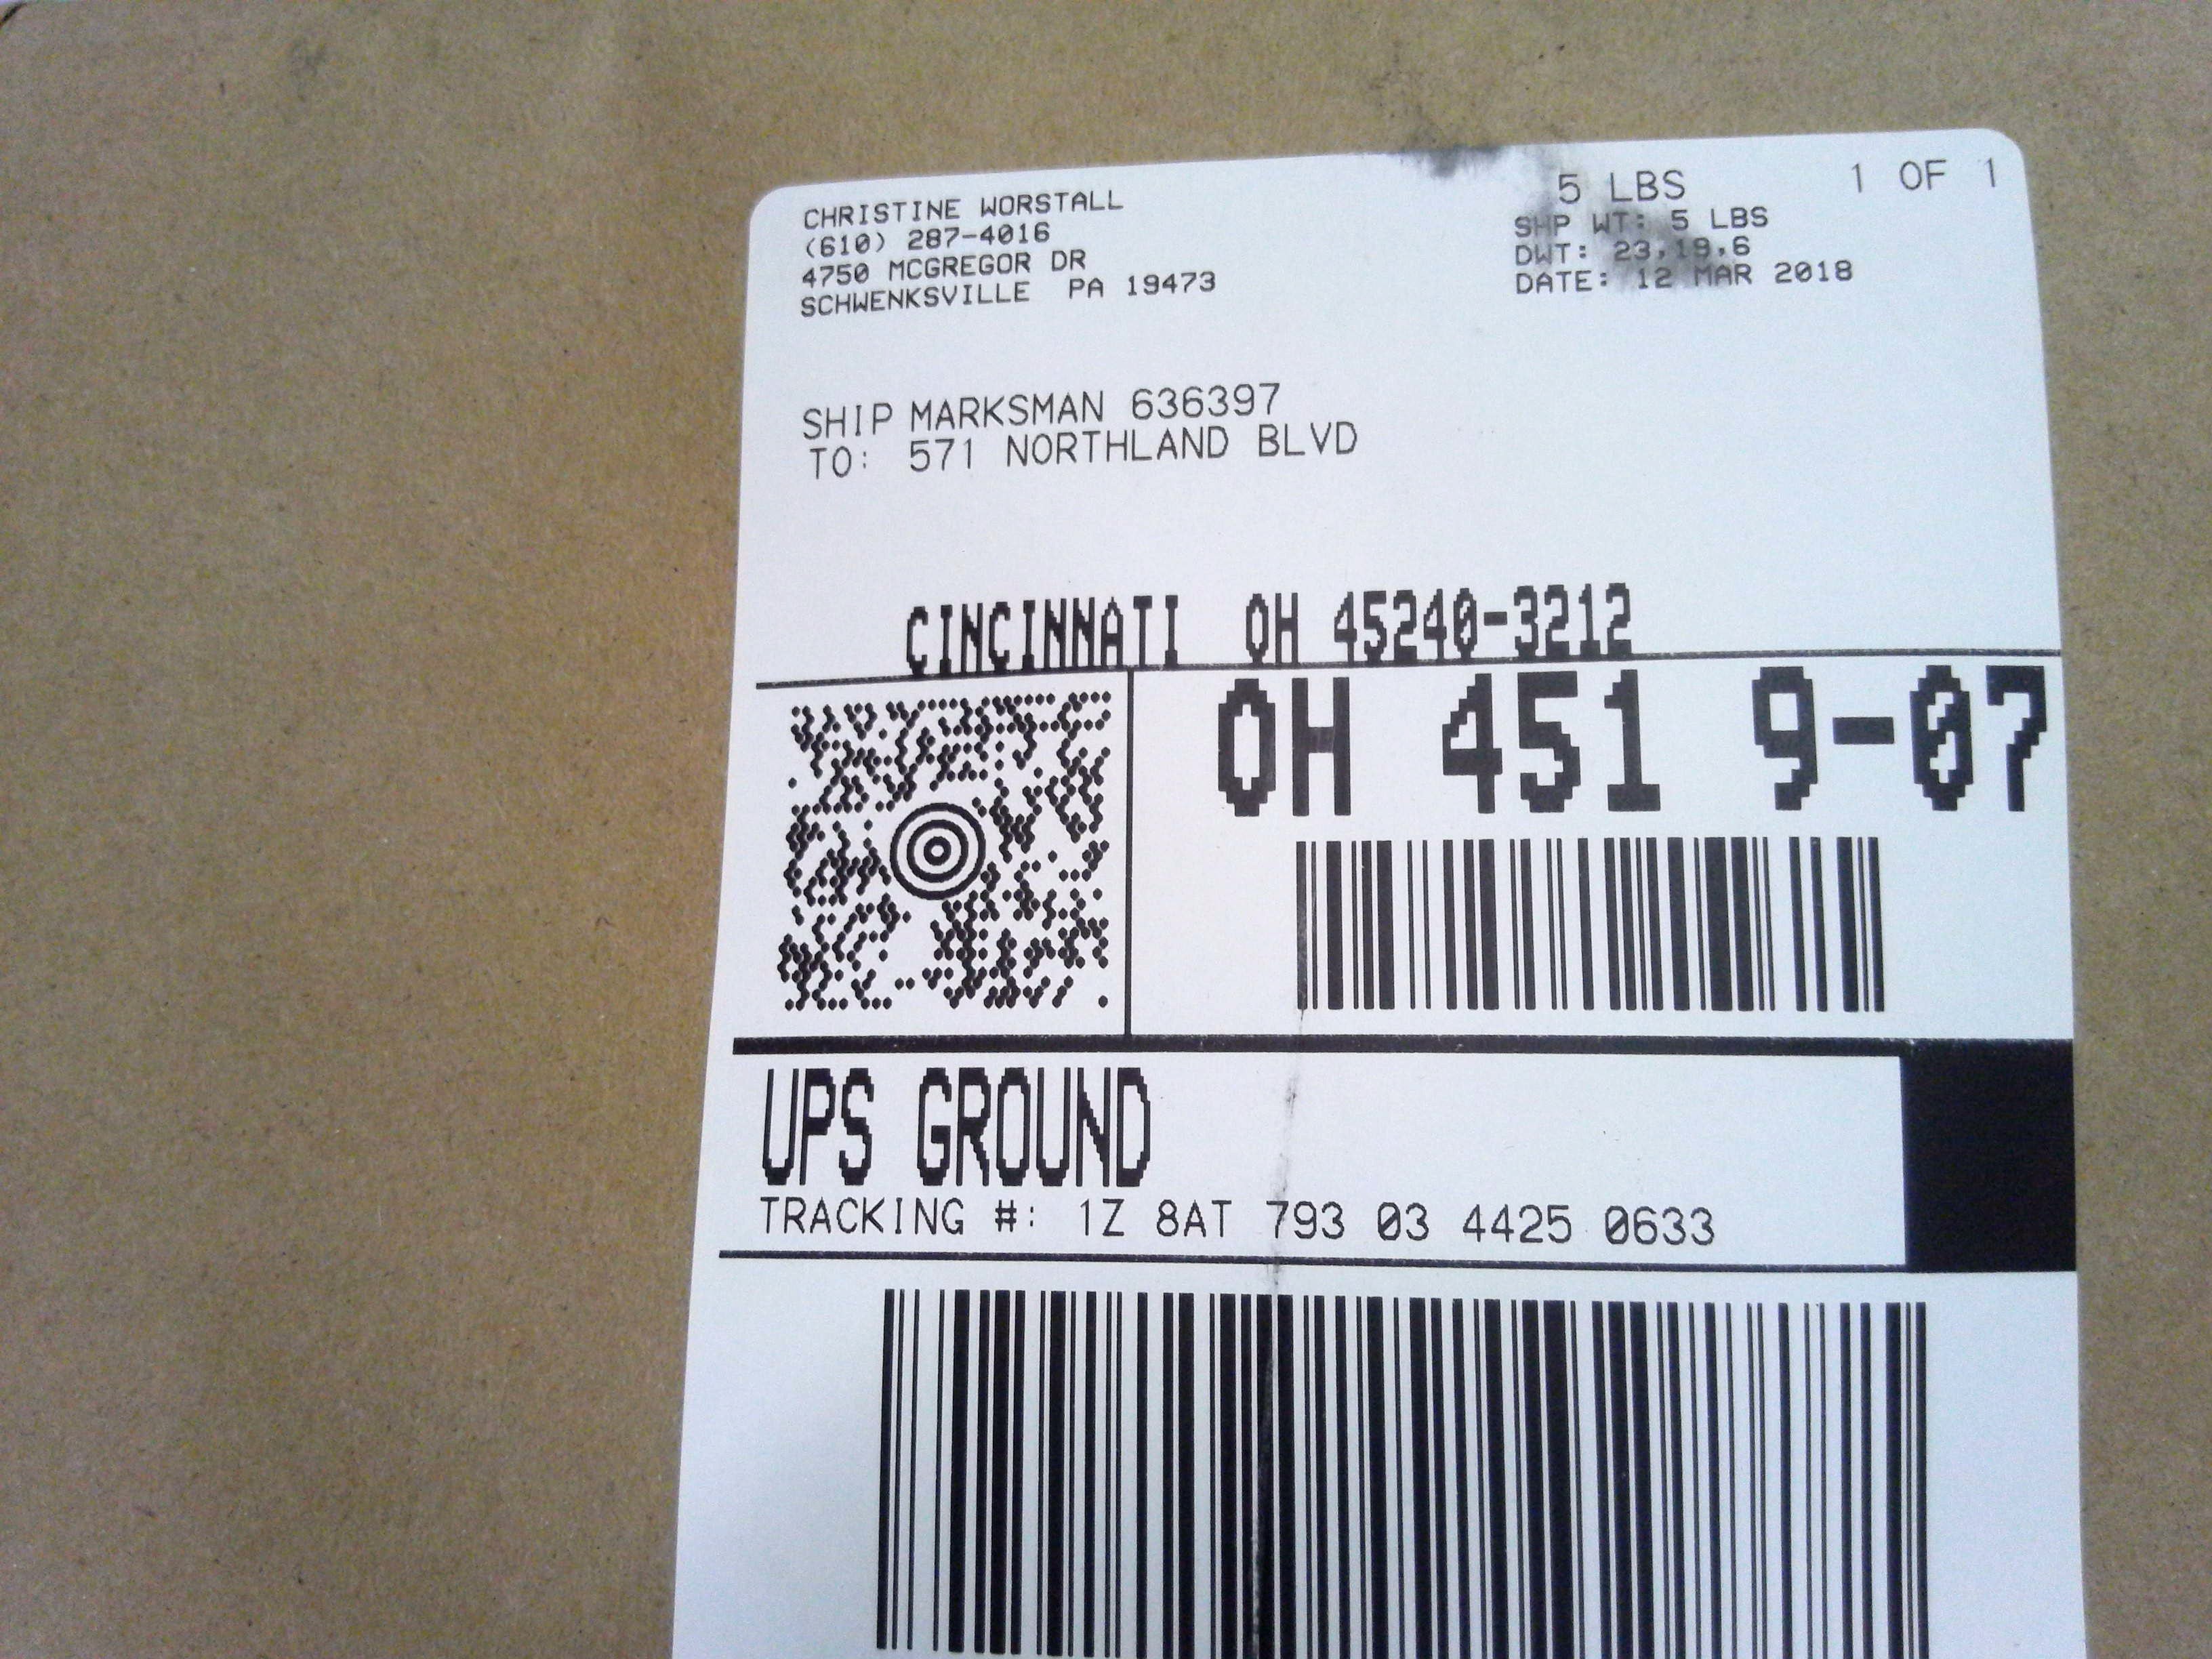 CHRISTINE WORSTALL
(610) 287-4016
4750 MCGREGOR DR
SCHWENKSVILLE PA 19473
5 LBS 1 OF 1
SHP WT: 5 LBS
DWT: 23,19,6
DATE: 12 MAR 2018
SHIP MARKSMAN 636397
TO: 571 NORTHLAND BLVD
CINCINNATI OH 45240-3212
OH 451 9-07
UPS GROUND
TRACKING #: 1Z 8AT 793 03 4425 0633